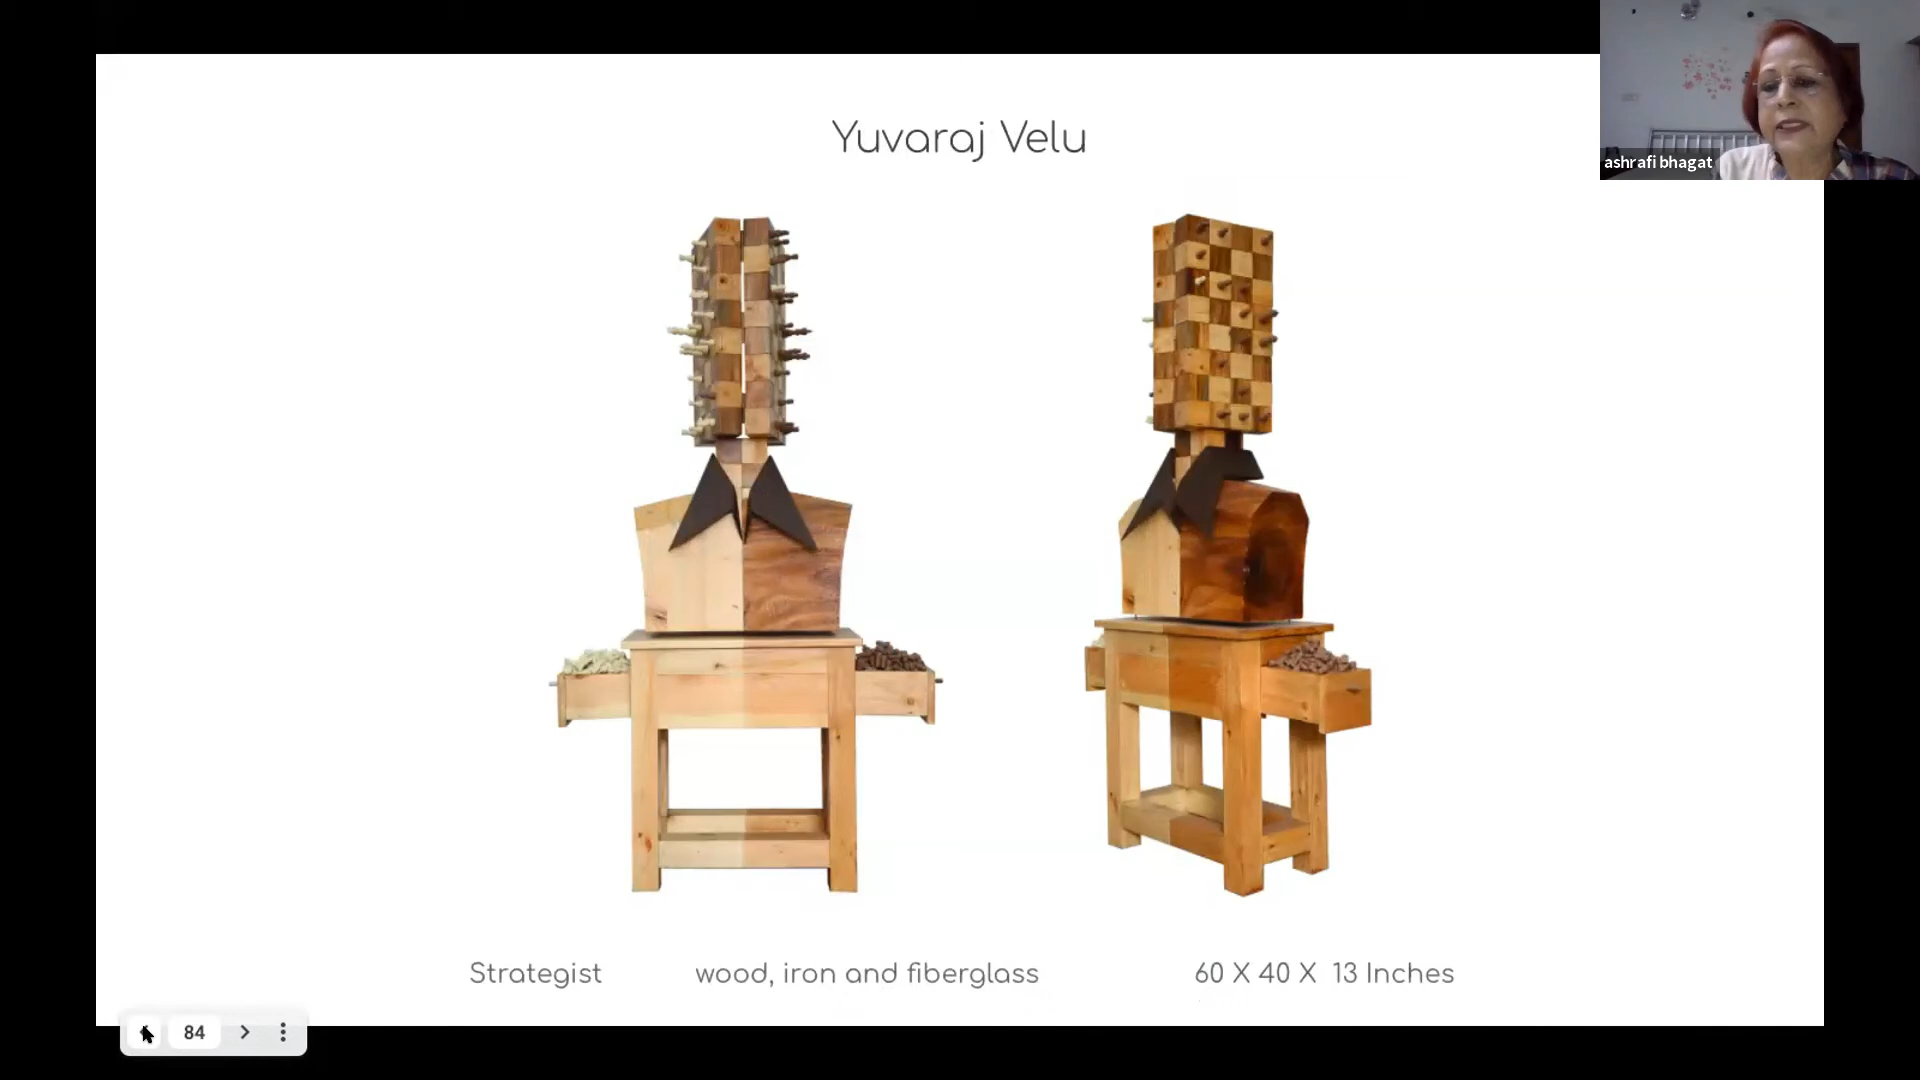 Yuvaraj Velu
ashrafi bhagat
Strategist wood, iron and fiberglass 60 X 40 X 13 Inches
84